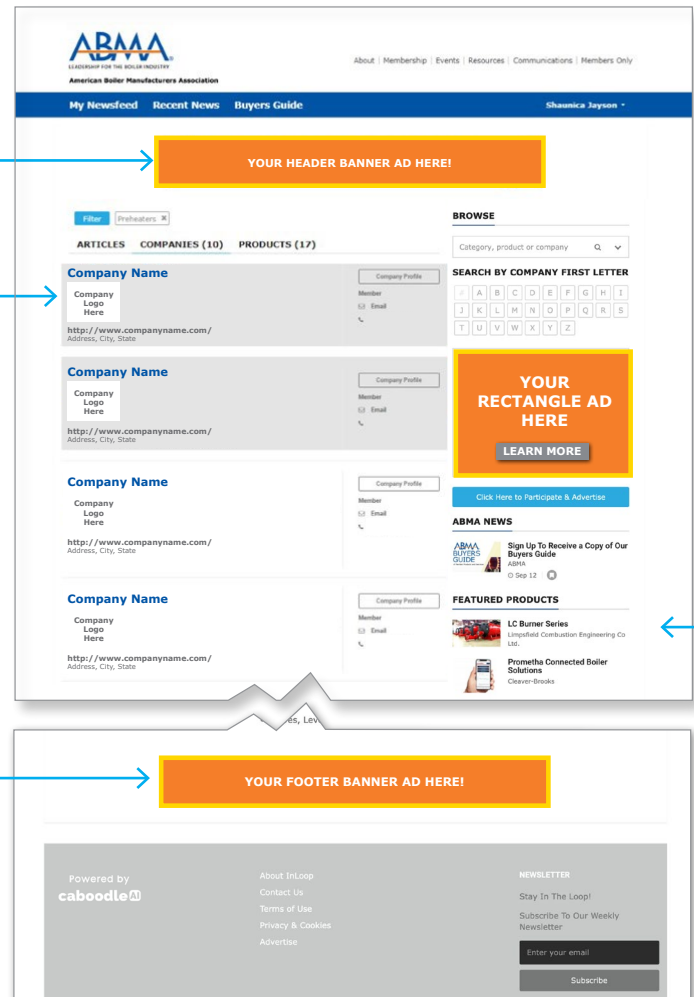 ABMA
LEADERSHIP FOR THE BOILER INDUSTRY
American Boiler Manufacturers Association
About | Membership | Events | Resources | Communications | Members Only
My Newsfeed Recent News Buyers Guide Shaunica Jayson
YOUR HEADER BANNER AD HERE!
Filter Preheaters ×
ARTICLES COMPANIES (10) PRODUCTS (17)
Company Name
Company
Logo
Here
http://www.companyname.com/
Address, City, State
Company Profile
Member
Email
Company Name
Company
Logo
Here
http://www.companyname.com/
Address, City, State
Company Profile
Member
Email
Company Name
Company
Logo
Here
http://www.companyname.com/
Address, City, State
Company Profile
Member
Email
Company Name
Company
Logo
Here
http://www.companyname.com/
Address, City, State
Company Profile
Member
Email
BROWSE
Category, product or company
SEARCH BY COMPANY FIRST LETTER
# A B C D E F G H I
J K L M N O P Q R S
T U V W X Y Z
YOUR
RECTANGLE AD
HERE
LEARN MORE
Click Here to Participate & Advertise
ABMA NEWS
ABMA
BUYERS
GUIDE
Sign Up To Receive a Copy of Our
Buyers Guide
ABMA
Sep 12
FEATURED PRODUCTS
LC Burner Series
Limpsfield Combustion Engineering Co
Ltd.
Prometha Connected Boiler
Solutions
Cleaver-Brooks
YOUR FOOTER BANNER AD HERE!
Powered by
caboodle AI
About InLoop
Contact Us
Terms of Use
Privacy & Cookies
Advertise
NEWSLETTER
Stay In The Loop!
Subscribe To Our Weekly
Newsletter
Enter your email
Subscribe